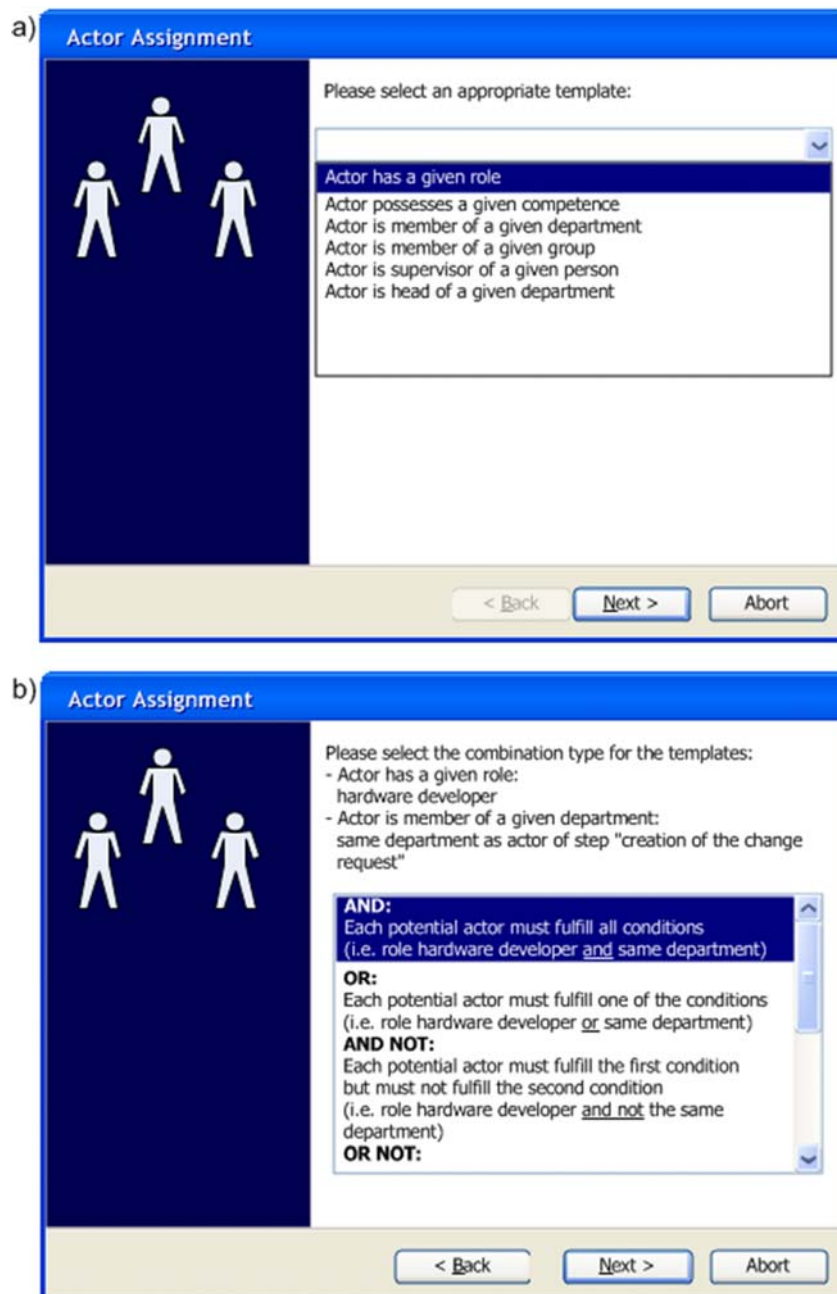 a)
Actor Assignment
Please select an appropriate template:
Actor has a given role
Actor possesses a given competence
Actor is member of a given department
Actor is member of a given group
Actor is supervisor of a given person
Actor is head of a given department
< Back
Next >
Abort
b)
Actor Assignment
Please select the combination type for the templates:
- Actor has a given role:
hardware developer
- Actor is member of a given department:
same department as actor of step "creation of the change
request"
AND:
Each potential actor must fulfill all conditions
(i.e. role hardware developer and same department)
OR:
Each potential actor must fulfill one of the conditions
(i.e. role hardware developer or same department)
AND NOT:
Each potential actor must fulfill the first condition
but must not fulfill the second condition
(i.e. role hardware developer and not the same
department)
OR NOT:
< Back
Next >
Abort